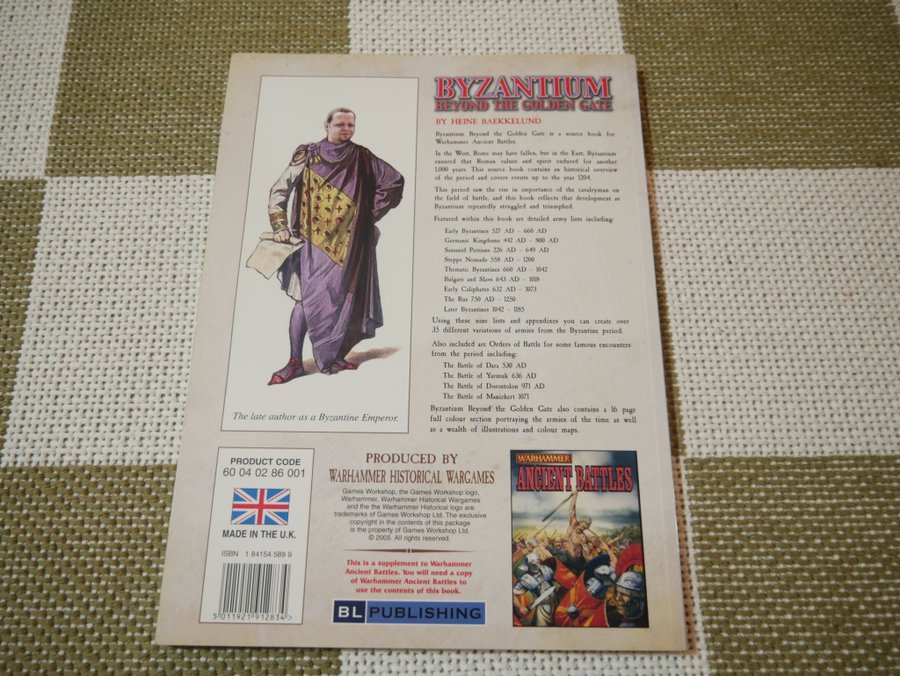 BYZANTIUM
BEYOND THE GOLDEN GATE
BY HEINE BAEKKELUND
Byzantium Beyond the Golden Gate is a source book for
Warhammer Ancient Battles.
In the West, Rome may have fallen, but in the East, Byzantium
ensured that Roman values and spirit endured for another
1,000 years. This source book contains an historical overview
of the period and covers events up to the year 1204.
This period saw the rise in importance of the cavalryman on
the field of battle, and this book reflects that development as
Byzantium repeatedly struggled and triumphed.
Featured within this book are detailed army lists including:
Early Byzantines 527 AD - 660 AD
Germanic Kingdoms 442 AD - 800 AD
Sassanid Persians 226 AD - 649 AD
Steppe Nomads 558 AD - 1200
Thematic Byzantines 660 AD - 1042
Bulgars and Slavs 643 AD - 1018
Early Caliphates 632 AD - 1073
The Rus 750 AD - 1250
Later Byzantines 1042 - 1185
Using these nine lists and appendixes you can create over
35 different variations of armies from the Byzantine period.
Also included are Orders of Battle for some famous encounters
from the period including:
The Battle of Dara 530 AD
The Battle of Yarmuk 636 AD
The Battle of Dorostolon 971 AD
The Battle of Manizkert 1071
Byzantium Beyond the Golden Gate also contains a 16 page
full colour section portraying the armies of the time as well
as a wealth of illustrations and colour maps.
The late author as a Byzantine Emperor.
PRODUCT CODE
60 04 02 86 001
MADE IN THE U.K.
ISBN 1 84154 589 9
5 011921 912834 >
PRODUCED BY
WARHAMMER HISTORICAL WARGAMES
Games Workshop, the Games Workshop logo,
Warhammer, Warhammer Historical Wargames
and the the Warhammer Historical logo are
trademarks of Games Workshop Ltd. The exclusive
copyright in the contents of this package
is the property of Games Workshop Ltd.
© 2005. All rights reserved.
This is a supplement to Warhammer
Ancient Battles. You will need a copy
of Warhammer Ancient Battles to
use the contents of this book.
BL PUBLISHING
WARHAMMER
ANCIENT BATTLES